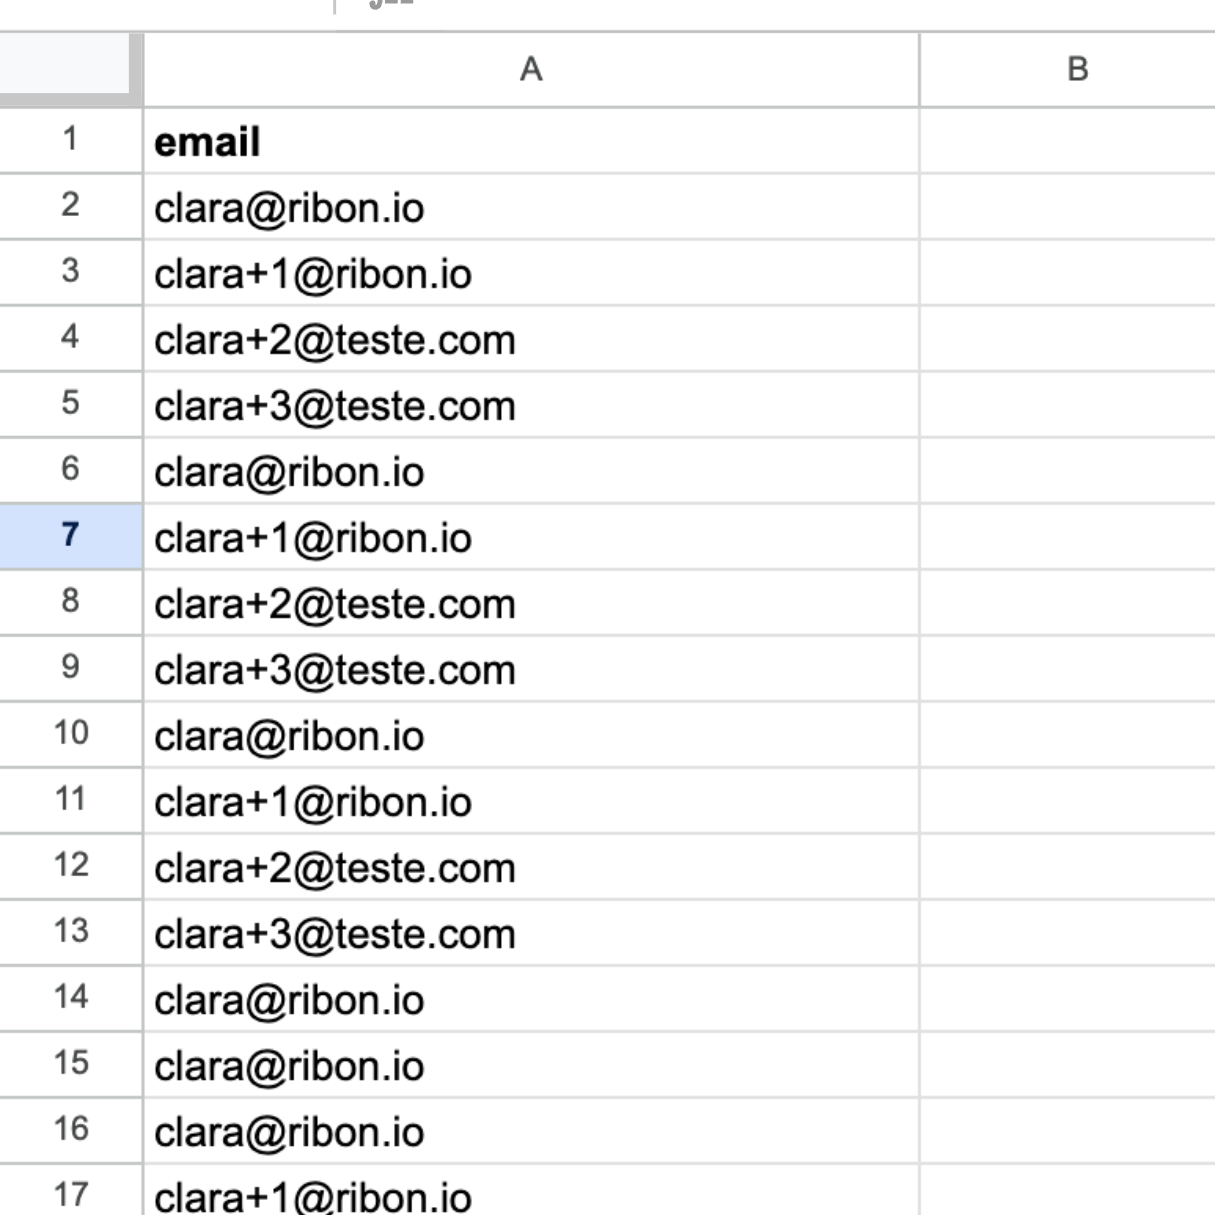 A B
1 email
2 clara@ribon.io
3 clara+1@ribon.io
4 clara+2@teste.com
5 clara+3@teste.com
6 clara@ribon.io
7 clara+1@ribon.io
8 clara+2@teste.com
9 clara+3@teste.com
10 clara@ribon.io
11 clara+1@ribon.io
12 clara+2@teste.com
13 clara+3@teste.com
14 clara@ribon.io
15 clara@ribon.io
16 clara@ribon.io
17 clara+1@ribon.io